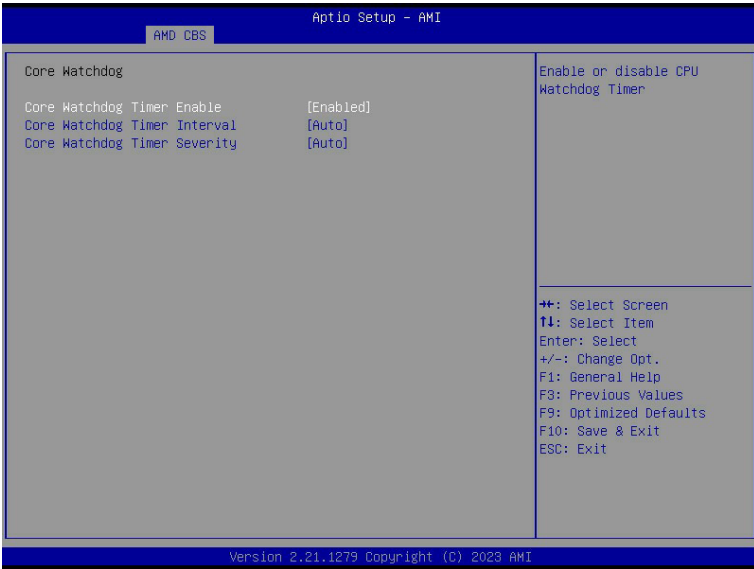 Aptio Setup – AMI
AMD CBS
Core Watchdog
Core Watchdog Timer Enable [Enabled]
Core Watchdog Timer Interval [Auto]
Core Watchdog Timer Severity [Auto]
Enable or disable CPU
Watchdog Timer
→←: Select Screen
↑↓: Select Item
Enter: Select
+/-: Change Opt.
F1: General Help
F3: Previous Values
F9: Optimized Defaults
F10: Save & Exit
ESC: Exit
Version 2.21.1279 Copyright (C) 2023 AMI